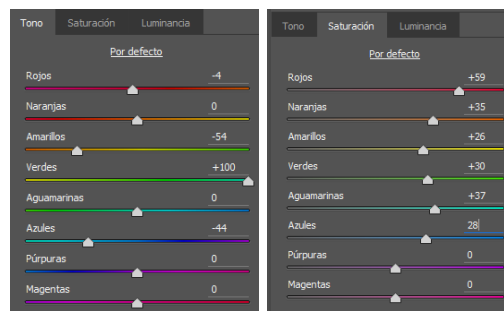 Tono Saturación Luminancia
Por defecto
Rojos -4
Naranjas 0
Amarillos -54
Verdes +100
Aguamarinas 0
Azules -44
Púrpuras 0
Magentas 0
Tono Saturación Luminancia
Por defecto
Rojos +59
Naranjas +35
Amarillos +26
Verdes +30
Aguamarinas +37
Azules 28
Púrpuras 0
Magentas 0